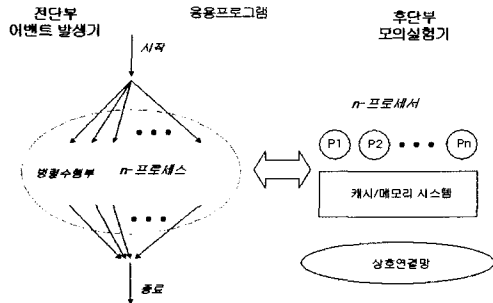 전단부
어벤트 발생기
응용프로그램
후단부
모의실험기
시작
n-프로세서
P1 P2 • • • Pn
• • •
병렬수행부 n-프로세스
캐시/메모리 시스템
• • •
상호연결망
종료